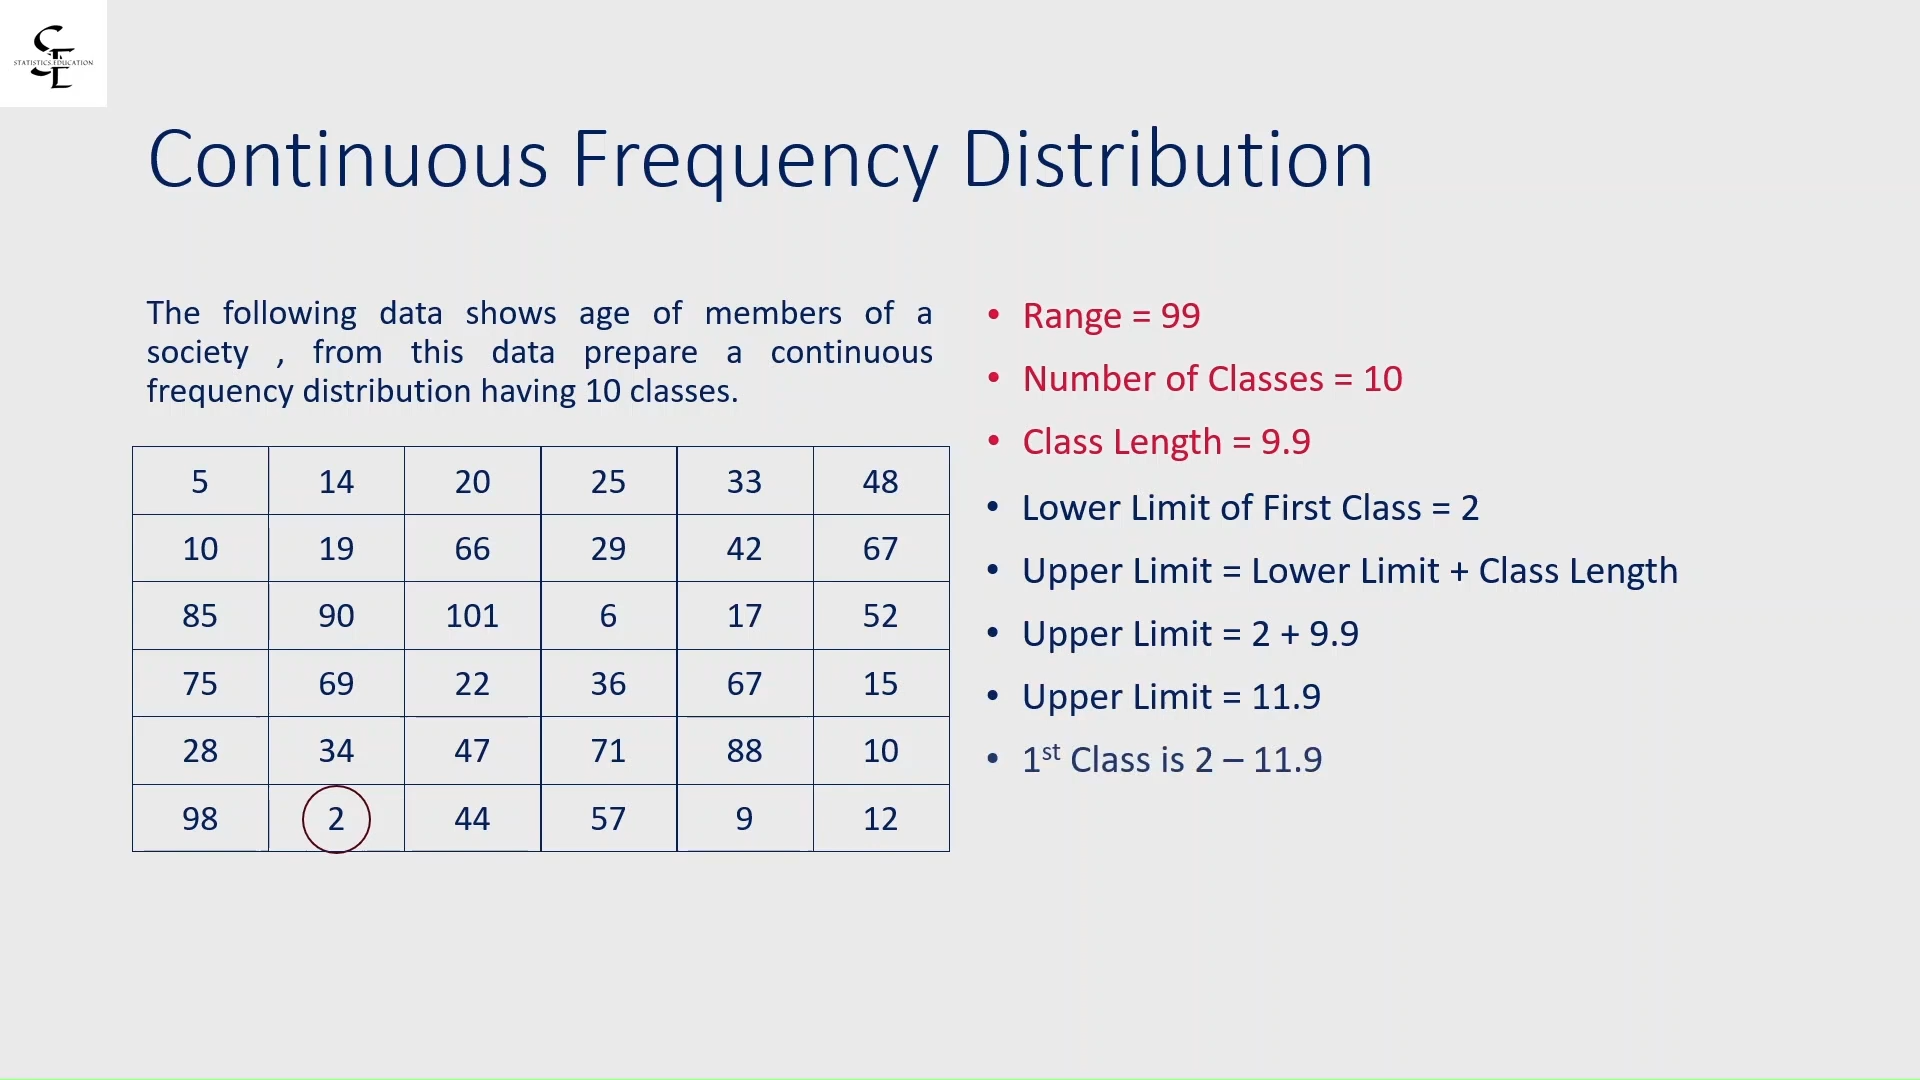 STATISTICS.EDUCATION
Continuous Frequency Distribution
The following data shows age of members of a
society , from this data prepare a continuous
frequency distribution having 10 classes.
5 14 20 25 33 48
10 19 66 29 42 67
85 90 101 6 17 52
75 69 22 36 67 15
28 34 47 71 88 10
98 2 44 57 9 12
• Range = 99
• Number of Classes = 10
• Class Length = 9.9
• Lower Limit of First Class = 2
• Upper Limit = Lower Limit + Class Length
• Upper Limit = 2 + 9.9
• Upper Limit = 11.9
• 1st Class is 2 – 11.9